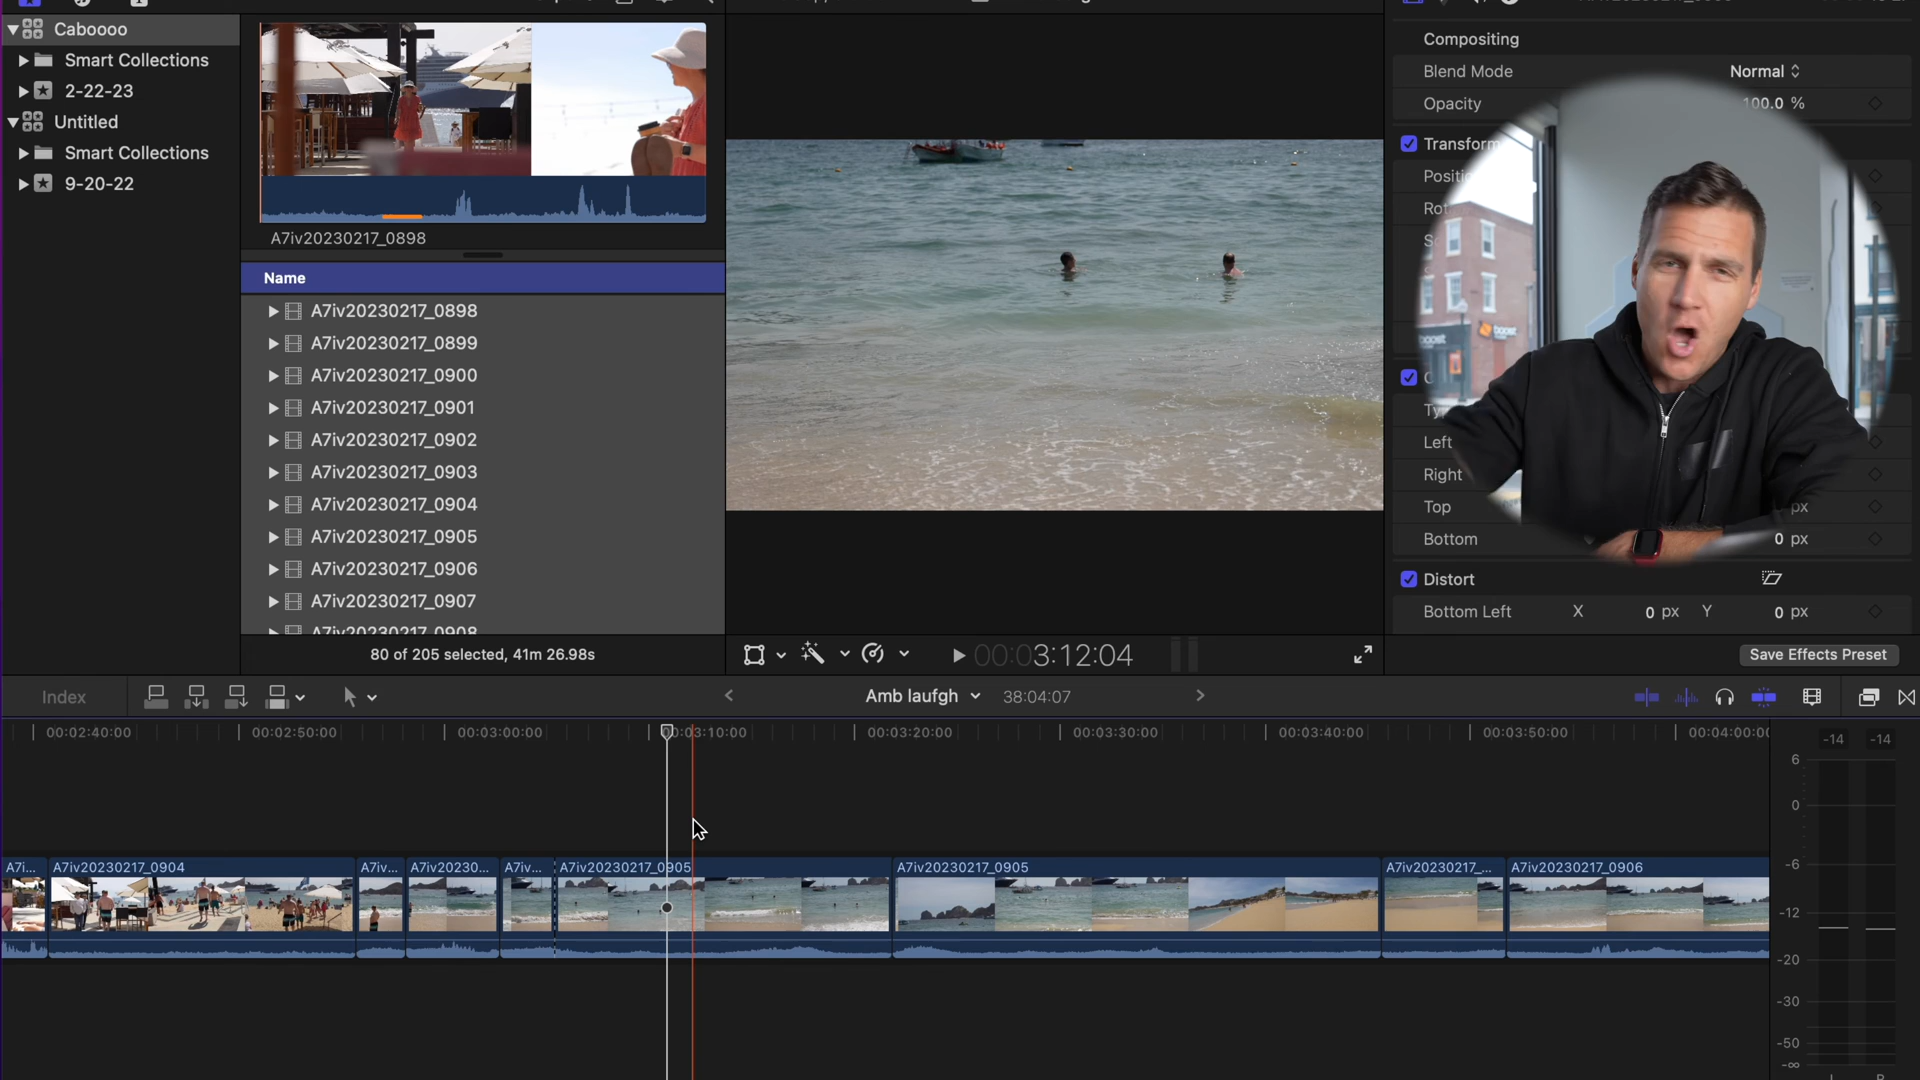 Caboooo
Smart Collections
2-22-23
Untitled
Smart Collections
9-20-22
A7iv20230217_0898
Name
A7iv20230217_0898
A7iv20230217_0899
A7iv20230217_0900
A7iv20230217_0901
A7iv20230217_0902
A7iv20230217_0903
A7iv20230217_0904
A7iv20230217_0905
A7iv20230217_0906
A7iv20230217_0907
A7iv20230217_0908
80 of 205 selected, 41m 26.98s
00:03:12:04
Compositing
Blend Mode Normal
Opacity 100.0 %
Transform
Positi
Rot
boost
boost
Left
Right
Top px
Bottom 0 px
Distort
Bottom Left X 0 px Y 0 px
Save Effects Preset
Index
Amb laufgh 38:04:07
00:02:40:00 00:02:50:00 00:03:00:00 00:03:10:00 00:03:20:00 00:03:30:00 00:03:40:00 00:03:50:00 00:04:00:00
A7i... A7iv20230217_0904 A7iv... A7iv20230... A7iv... A7iv20230217_0905 A7iv20230217_0905 A7iv20230217_... A7iv20230217_0906
-14 -14
6
0
-6
-12
-20
-30
-50
-∞